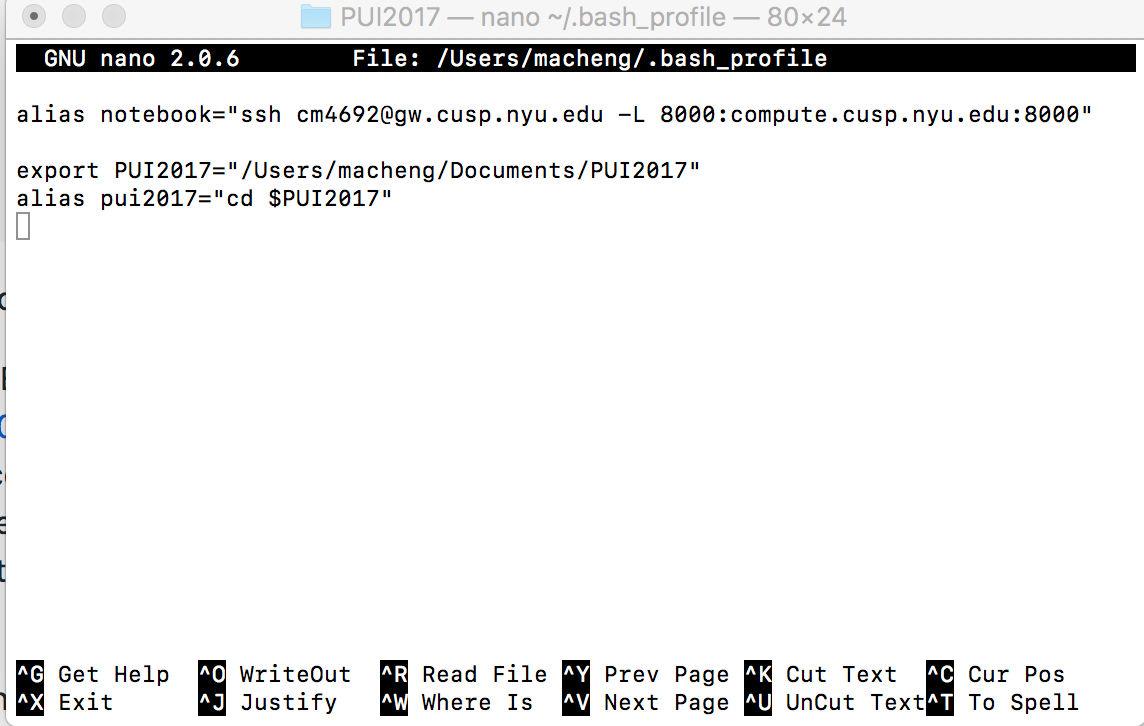 PUI2017 — nano ~/.bash_profile — 80×24
GNU nano 2.0.6 File: /Users/macheng/.bash_profile
alias notebook="ssh cm4692@gw.cusp.nyu.edu -L 8000:compute.cusp.nyu.edu:8000"
export PUI2017="/Users/macheng/Documents/PUI2017"
alias pui2017="cd $PUI2017"
^G Get Help ^O WriteOut ^R Read File ^Y Prev Page ^K Cut Text ^C Cur Pos
^X Exit ^J Justify ^W Where Is ^V Next Page ^U UnCut Text ^T To Spell